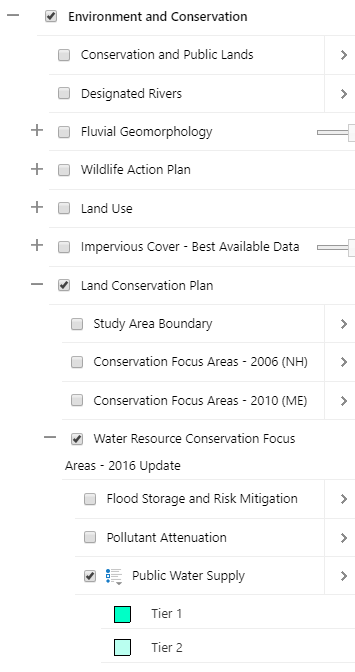 Environment and Conservation
Conservation and Public Lands
Designated Rivers
Fluvial Geomorphology
Wildlife Action Plan
Land Use
Impervious Cover - Best Available Data
Land Conservation Plan
Study Area Boundary
Conservation Focus Areas - 2006 (NH)
Conservation Focus Areas - 2010 (ME)
Water Resource Conservation Focus
Areas - 2016 Update
Flood Storage and Risk Mitigation
Pollutant Attenuation
Public Water Supply
Tier 1
Tier 2